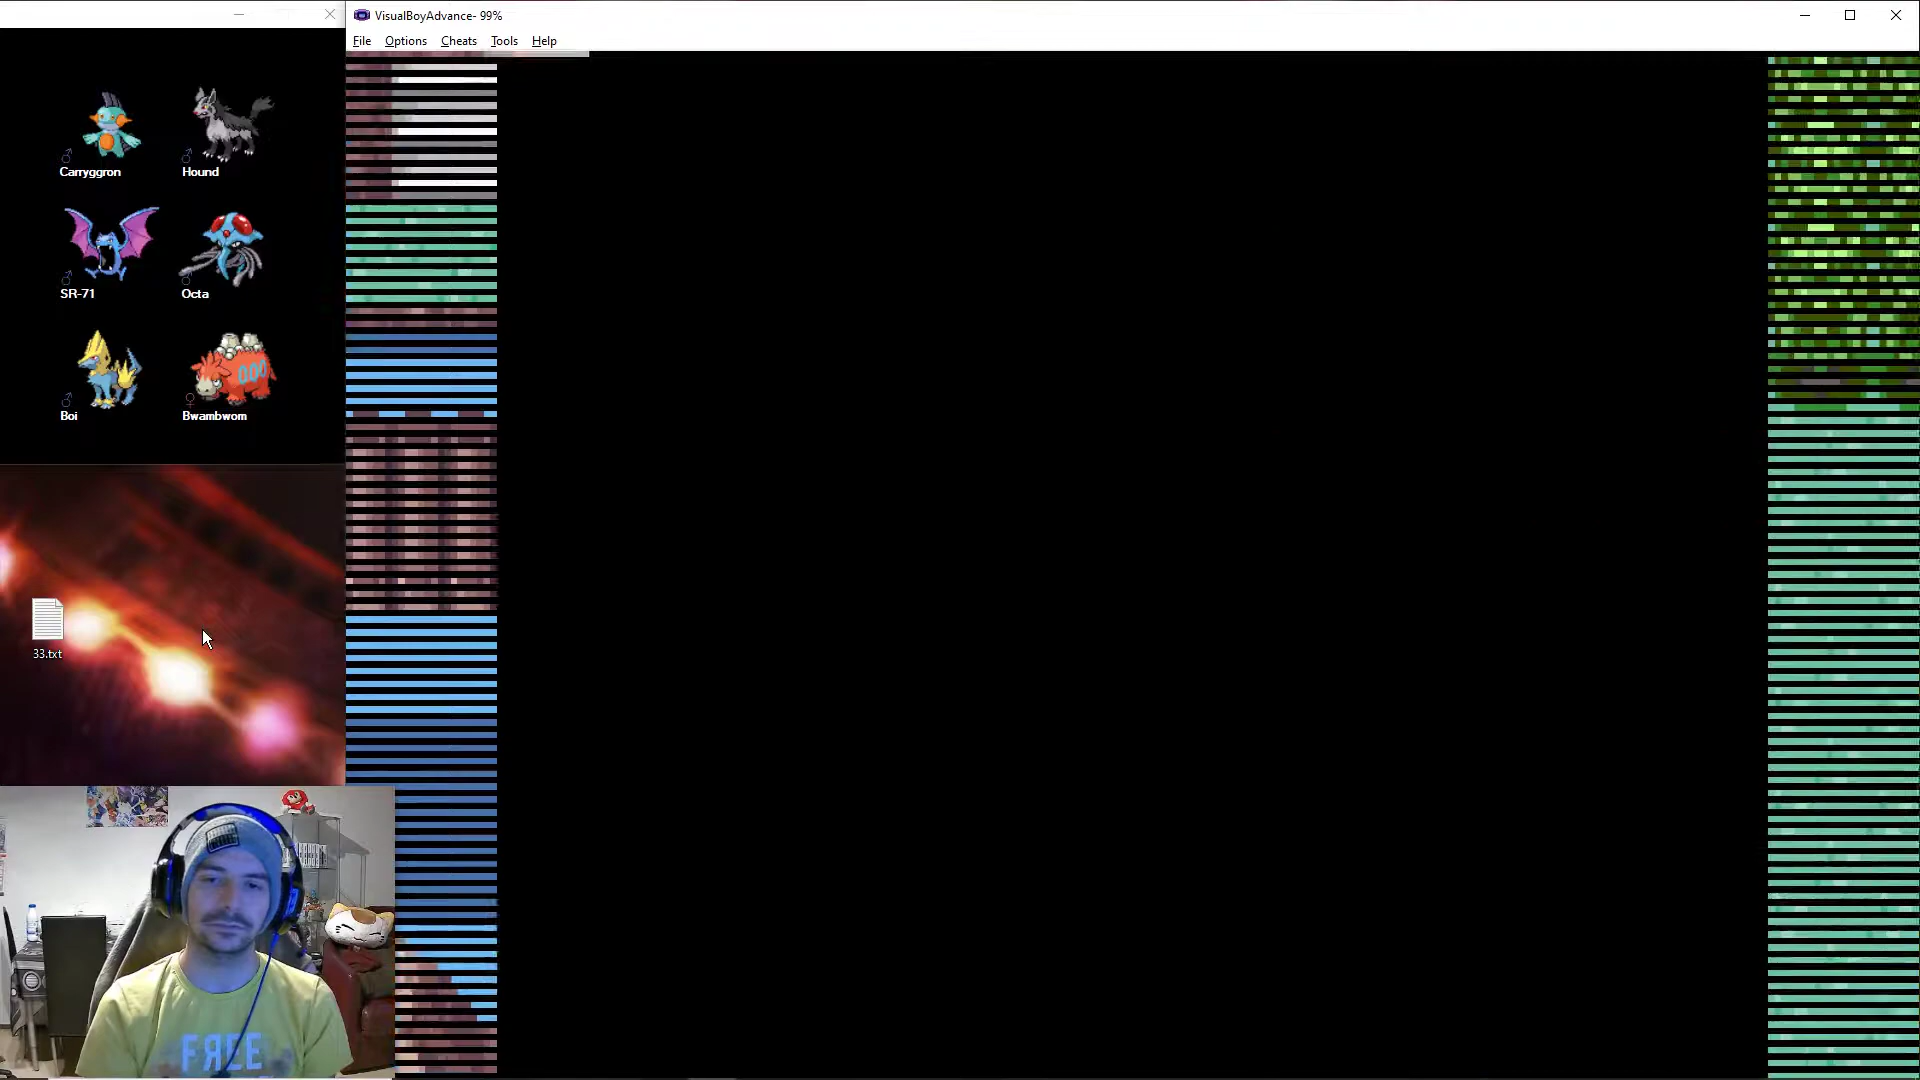 VisualBoyAdvance- 99%
File Options Cheats Tools Help
Carryggron Hound
SR-71 Octa
Boi Bwambwom
33.txt
FREE